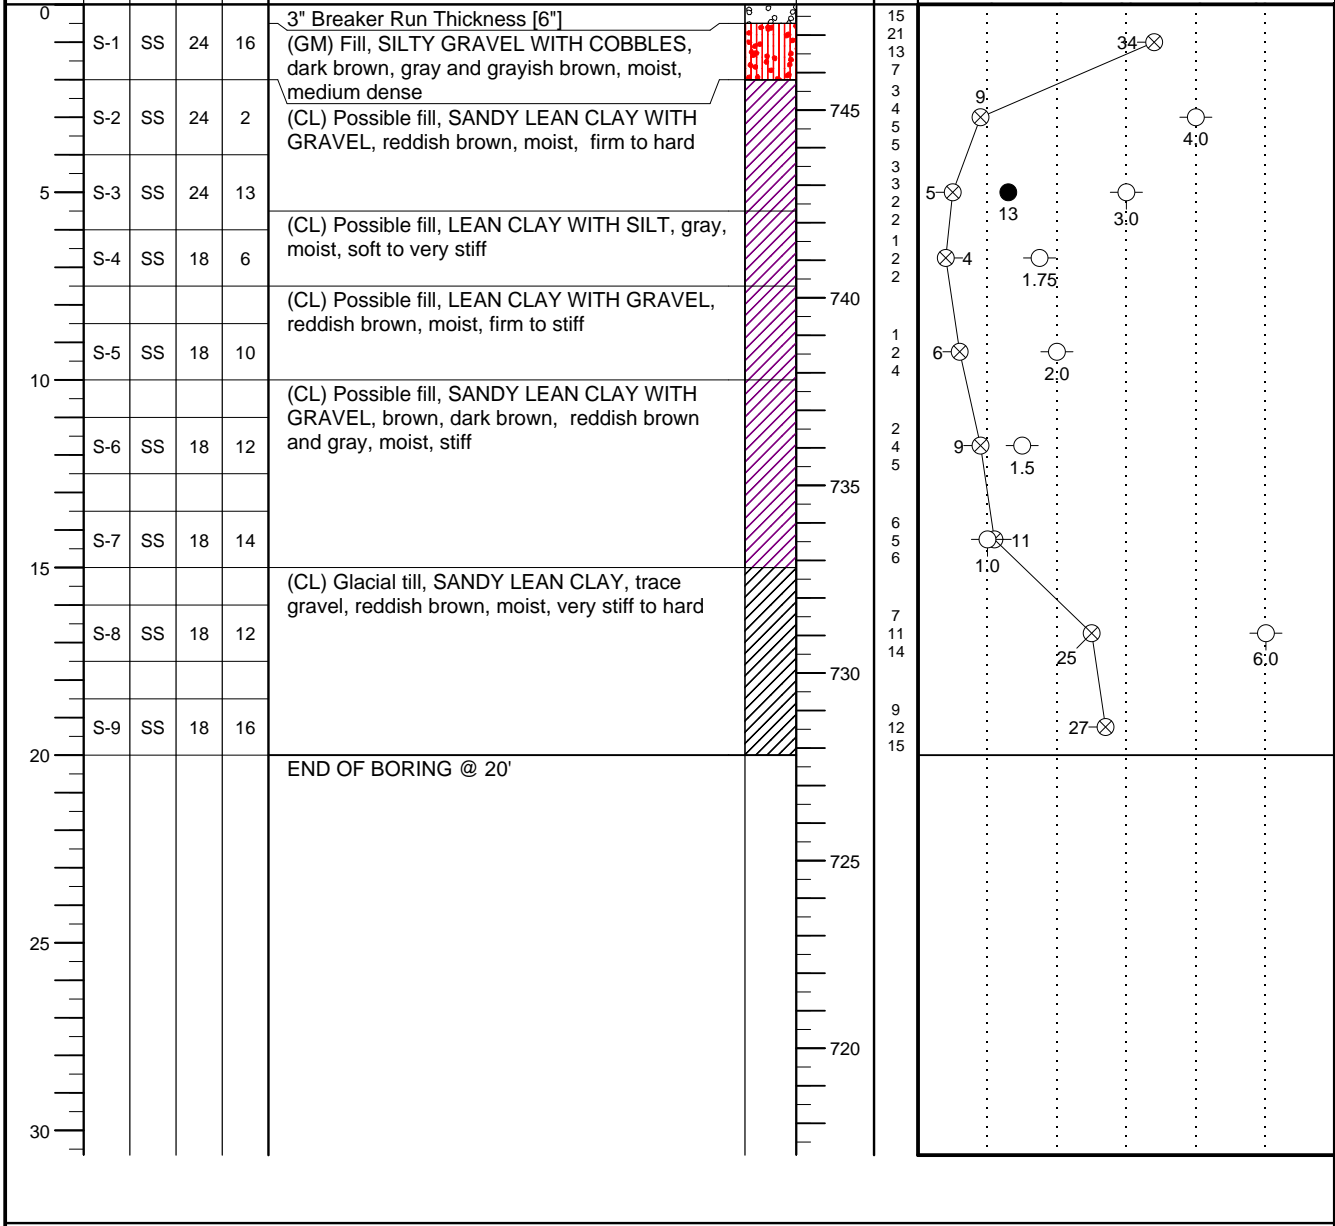 0
3" Breaker Run Thickness [6"]
15
S-1 SS 24 16
(GM) Fill, SILTY GRAVEL WITH COBBLES,
dark brown, gray and grayish brown, moist,
medium dense
21
13
7
34
S-2 SS 24 2
(CL) Possible fill, SANDY LEAN CLAY WITH
GRAVEL, reddish brown, moist, firm to hard
745
3
4
5
5
9
4.0
5
S-3 SS 24 13
3
3
2
2
5
13
3.0
(CL) Possible fill, LEAN CLAY WITH SILT, gray,
moist, soft to very stiff
S-4 SS 18 6
1
2
2
4
1.75
(CL) Possible fill, LEAN CLAY WITH GRAVEL,
reddish brown, moist, firm to stiff
740
S-5 SS 18 10
1
2
4
6
2.0
10
(CL) Possible fill, SANDY LEAN CLAY WITH
GRAVEL, brown, dark brown, reddish brown
and gray, moist, stiff
S-6 SS 18 12
2
4
5
9
1.5
735
S-7 SS 18 14
6
5
6
11
1.0
15
(CL) Glacial till, SANDY LEAN CLAY, trace
gravel, reddish brown, moist, very stiff to hard
S-8 SS 18 12
7
11
14
25
6.0
730
S-9 SS 18 16
9
12
15
27
20
END OF BORING @ 20'
725
25
720
30